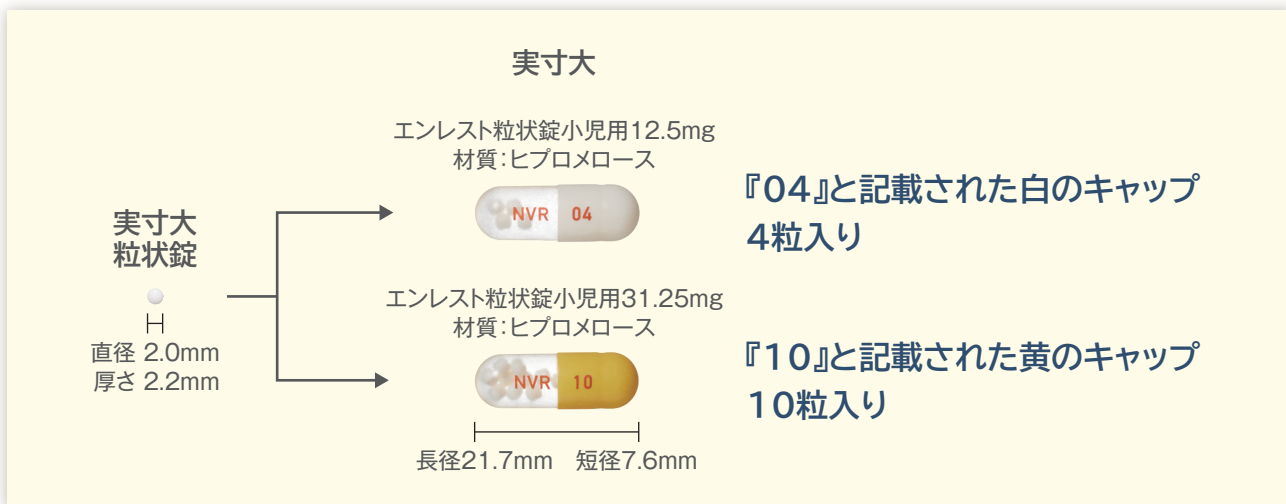 実寸大
エンレスト粒状錠小児用12.5mg
材質:ヒプロメロース
NVR 04
『04』と記載された白のキャップ
4粒入り
実寸大
粒状錠
直径 2.0mm
厚さ 2.2mm
エンレスト粒状錠小児用31.25mg
材質:ヒプロメロース
NVR 10
『10』と記載された黄のキャップ
10粒入り
長径21.7mm 短径7.6mm